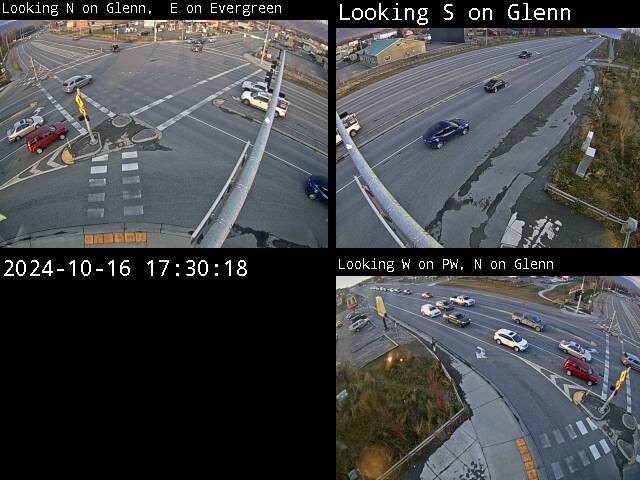 Looking N on Glenn, E on Evergreen
Looking S on Glenn
2024-10-16 17:30:18
Looking W on PW, N on Glenn